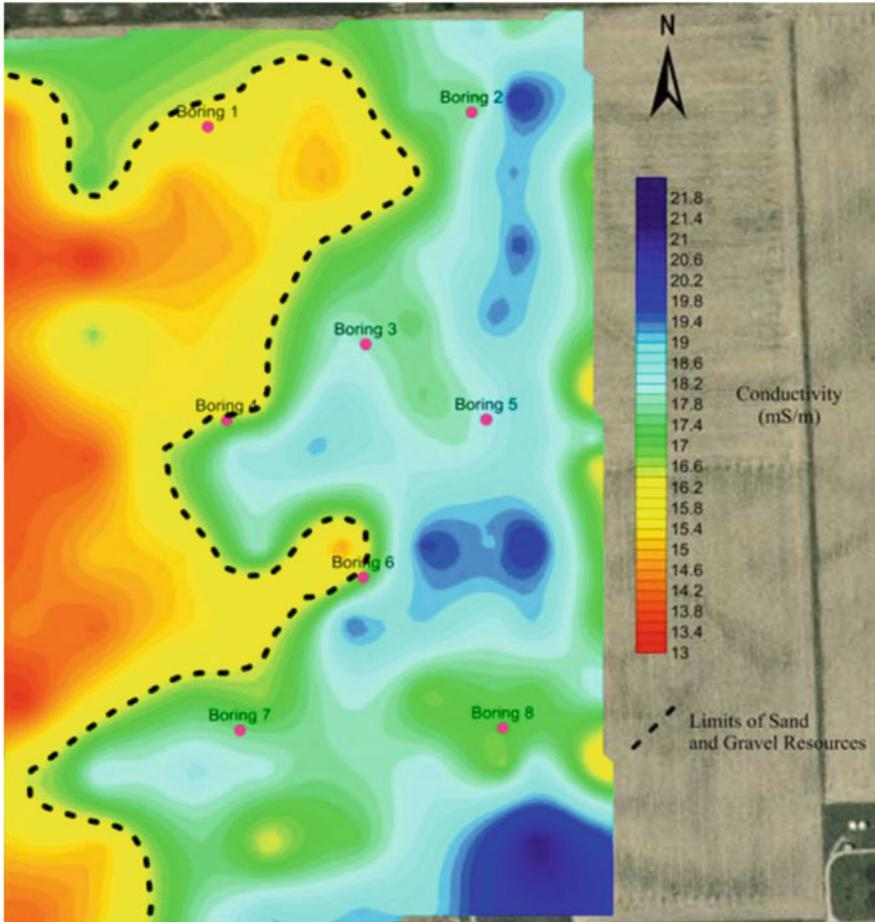 N
Boring 1
Boring 2
Boring 3
Boring 4
Boring 5
Boring 6
Boring 7
Boring 8
21.8
21.4
21
20.6
20.2
19.8
19.4
19
18.6
18.2
17.8
17.4
17
16.6
16.2
15.8
15.4
15
14.6
14.2
13.8
13.4
13
Conductivity
(mS/m)
Limits of Sand
and Gravel Resources